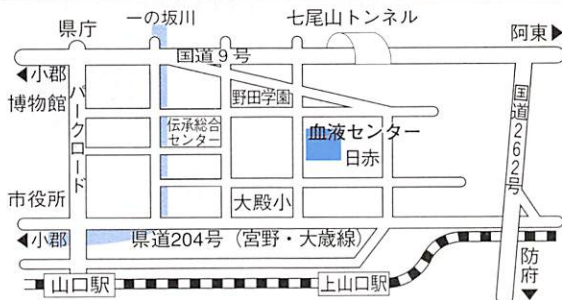 一の坂川
七尾山トンネル
県庁
阿東▶
国道9号
◀小郡
博物館
パークロード
野田学園
国道262号
伝承総合
センター
血液センター
日赤
市役所
大殿小
◀小郡
県道204号（宮野・大歳線）
防府
▼
山口駅
上山口駅